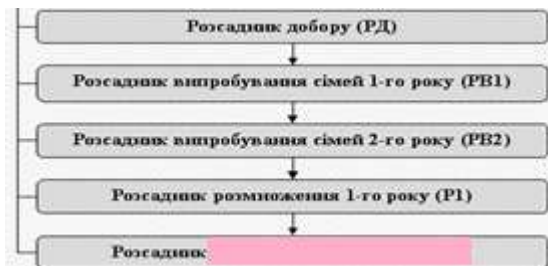 Розсадник добору (РД)
Розсадник випробування сімей 1-го року (РВ1)
Розсадник випробування сімей 2-го року (РВ2)
Розсадник розмноження 1-го року (Р1)
Розсадник